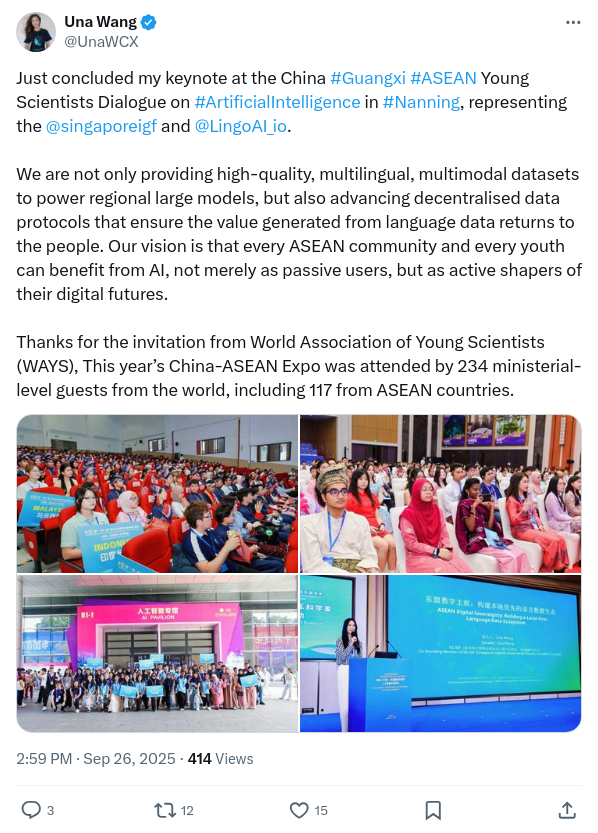 Una Wang
@UnaWCX
Just concluded my keynote at the China #Guangxi #ASEAN Young
Scientists Dialogue on #ArtificialIntelligence in #Nanning, representing
the @singaporeigf and @LingoAI_io.
We are not only providing high-quality, multilingual, multimodal datasets
to power regional large models, but also advancing decentralised data
protocols that ensure the value generated from language data returns to
the people. Our vision is that every ASEAN community and every youth
can benefit from AI, not merely as passive users, but as active shapers of
their digital futures.
Thanks for the invitation from World Association of Young Scientists
(WAYS), This year’s China-ASEAN Expo was attended by 234 ministerial-
level guests from the world, including 117 from ASEAN countries.
MALAY
INDONE
人工智能专馆
AI PAVILION
B1-1
东盟数字主权：构建本地优先的语言数据生态
ASEAN Digital Sovereignty: Building a Local-First
Language Data Ecosystem
2:59 PM · Sep 26, 2025 · 414 Views
3
12
15